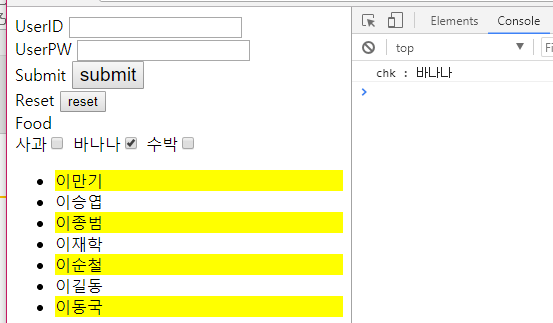 UserID
UserPW
Submit submit
Reset reset
Food
사과 바나나 수박
이만기
이승엽
이종범
이재학
이순철
이길동
이동국
Elements Console
top
chk : 바나나